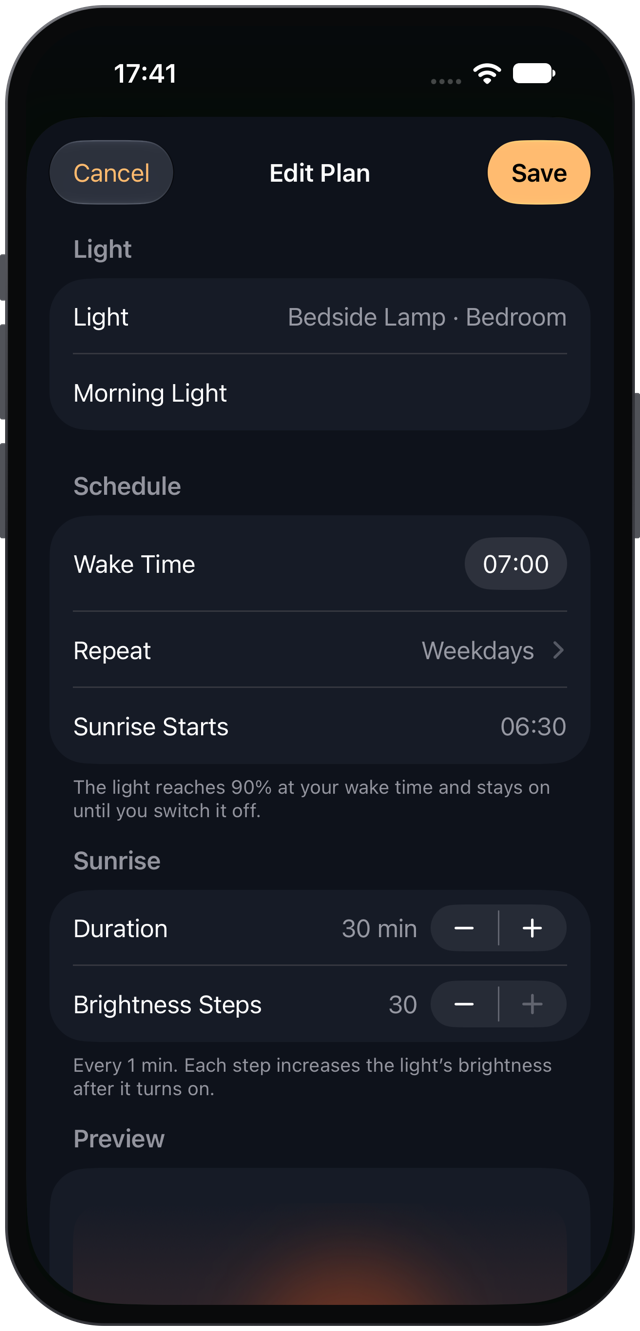 17:41
Cancel
Edit Plan
Save
Light
Light
Bedside Lamp · Bedroom
Morning Light
Schedule
Wake Time
07:00
Repeat
Weekdays
Sunrise Starts
06:30
The light reaches 90% at your wake time and stays on
until you switch it off.
Sunrise
Duration
30 min
Brightness Steps
30
Every 1 min. Each step increases the light’s brightness
after it turns on.
Preview